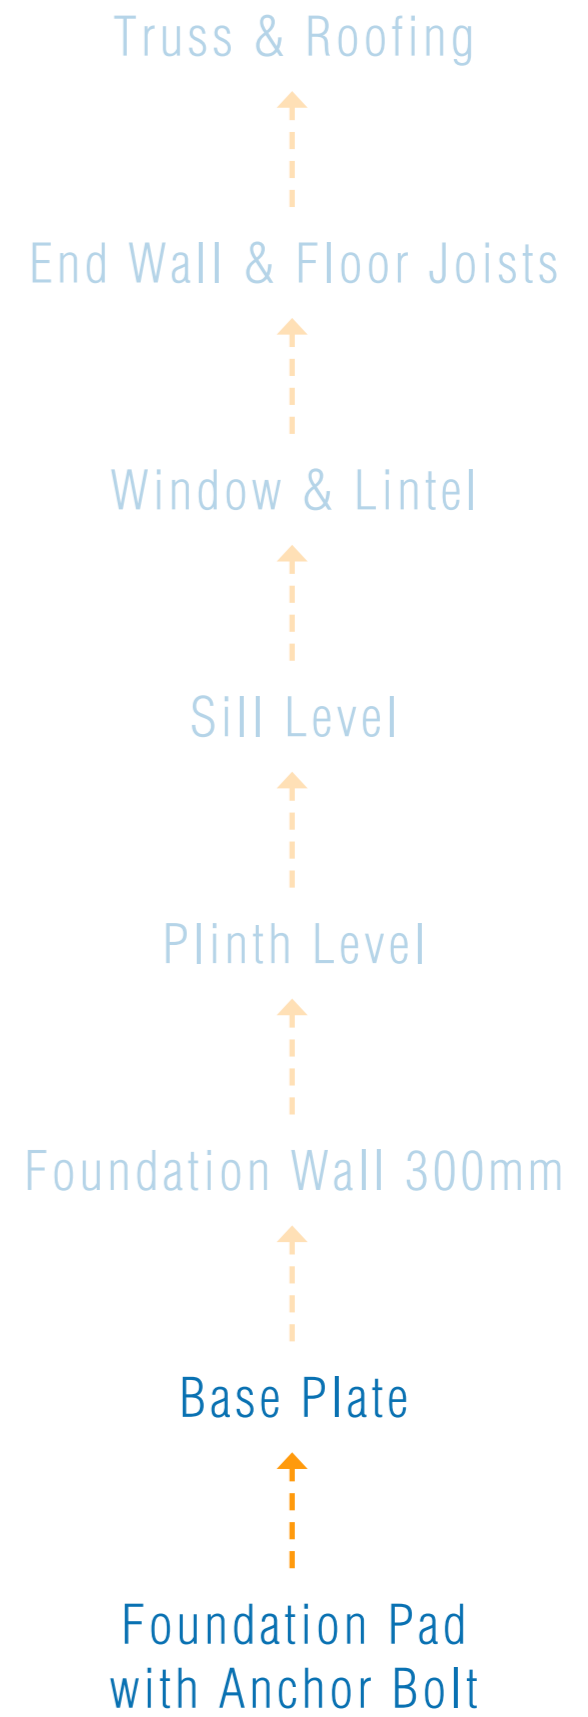 Truss & Roofing
End Wall & Floor Joists
Window & Lintel
Sill Level
Plinth Level
Foundation Wall 300mm
Base Plate
Foundation Pad
with Anchor Bolt